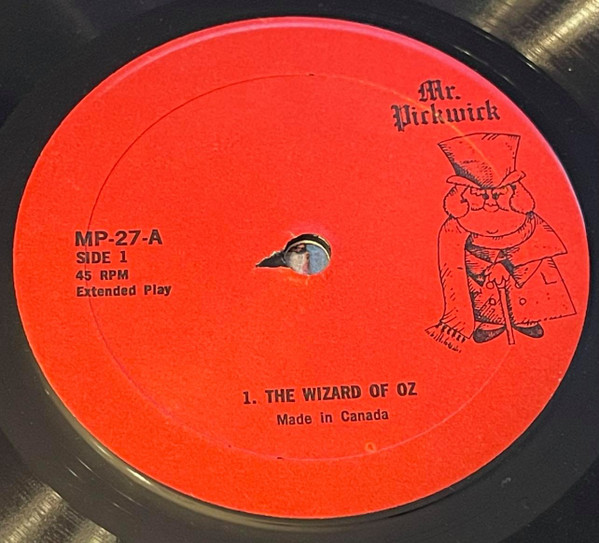 Mr.
Pickwick
MP-27-A
SIDE 1
45 RPM
Extended Play
1. THE WIZARD OF OZ
Made in Canada